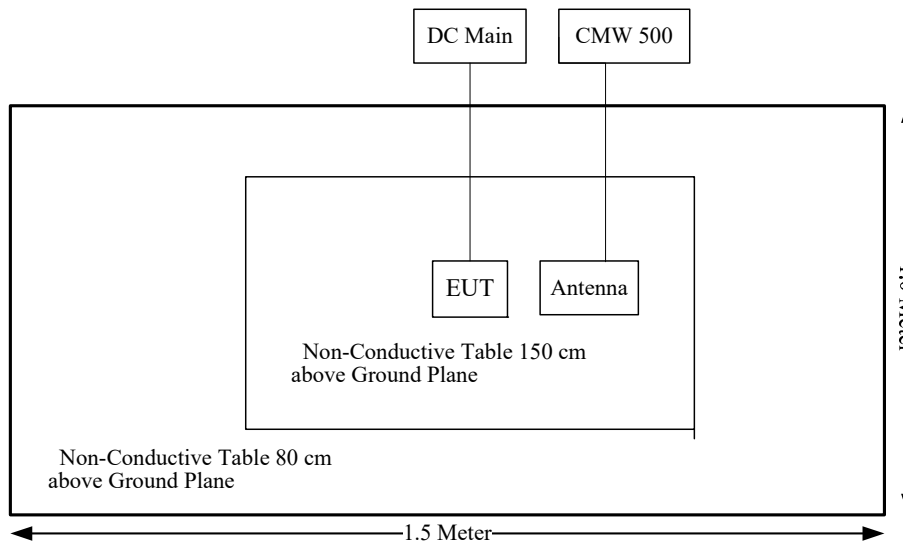 DC Main
CMW 500
EUT
Antenna
Non-Conductive Table 150 cm
above Ground Plane
Non-Conductive Table 80 cm
above Ground Plane
1.5 Meter